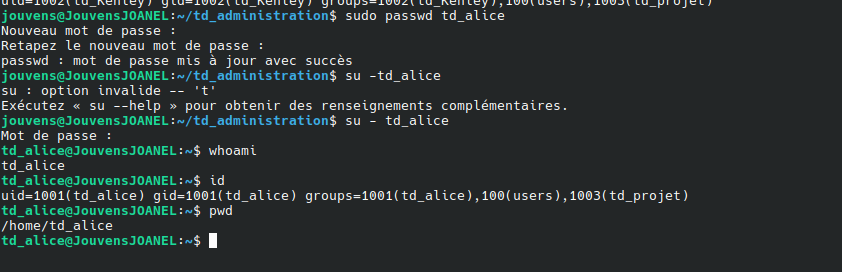 uid=1002(td_Kenley) gid=1002(td_Kenley) groups=1002(td_Kenley),100(users),1003(td_projet)
jouvens@JouvensJOANEL:~/td_administration$ sudo passwd td_alice
Nouveau mot de passe :
Retapez le nouveau mot de passe :
passwd : mot de passe mis à jour avec succès
jouvens@JouvensJOANEL:~/td_administration$ su -td_alice
su : option invalide -- 't'
Exécutez « su --help » pour obtenir des renseignements complémentaires.
jouvens@JouvensJOANEL:~/td_administration$ su - td_alice
Mot de passe :
td_alice@JouvensJOANEL:~$ whoami
td_alice
td_alice@JouvensJOANEL:~$ id
uid=1001(td_alice) gid=1001(td_alice) groups=1001(td_alice),100(users),1003(td_projet)
td_alice@JouvensJOANEL:~$ pwd
/home/td_alice
td_alice@JouvensJOANEL:~$